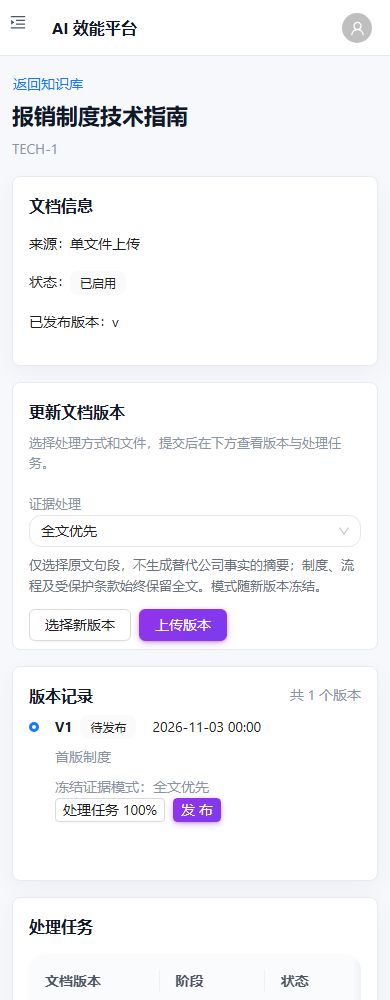 AI 效能平台
返回知识库
报销制度技术指南
TECH-1
文档信息
来源：单文件上传
状态： 已启用
已发布版本：v
更新文档版本
选择处理方式和文件，提交后在下方查看版本与处理任
务。
证据处理
全文优先
仅选择原文句段，不生成替代公司事实的摘要；制度、流
程及受保护条款始终保留全文。模式随新版本冻结。
选择新版本 上传版本
版本记录 共 1 个版本
V1 待发布 2026-11-03 00:00
首版制度
冻结证据模式：全文优先
处理任务 100% 发 布
处理任务
文档版本 阶段 状态